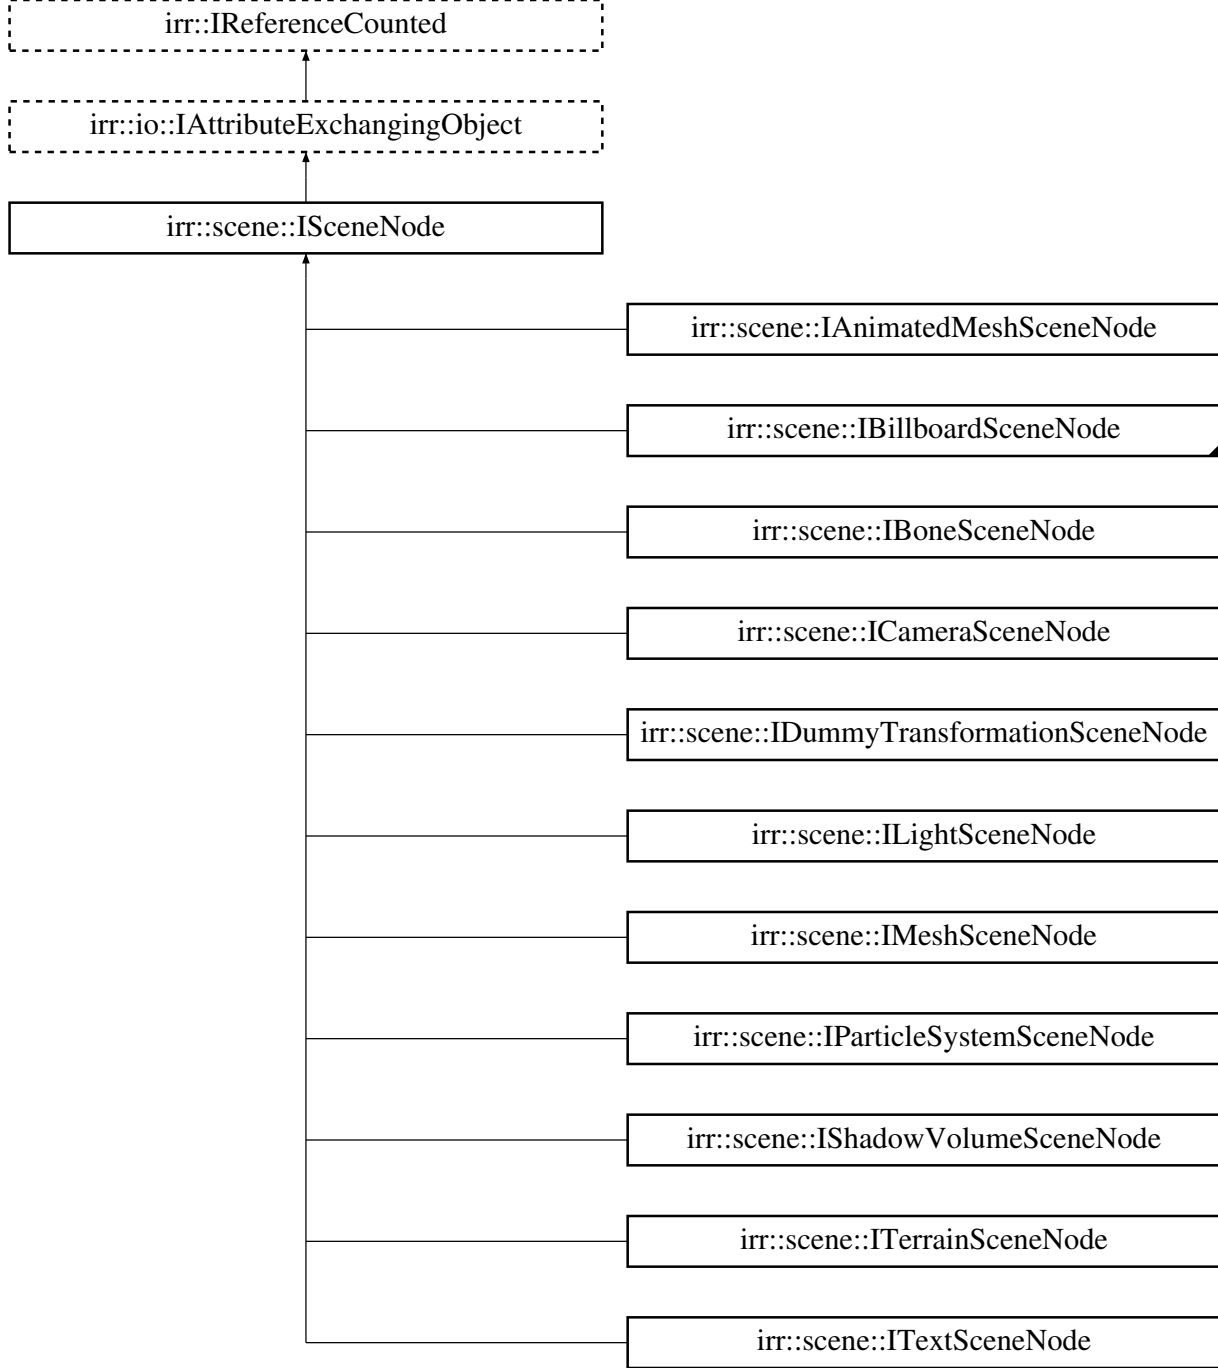 irr::IReferenceCounted
irr::io::IAttributeExchangingObject
irr::scene::ISceneNode
irr::scene::IAnimatedMeshSceneNode
irr::scene::IBillboardSceneNode
irr::scene::IBoneSceneNode
irr::scene::ICameraSceneNode
irr::scene::IDummyTransformationSceneNode
irr::scene::ILightSceneNode
irr::scene::IMeshSceneNode
irr::scene::IParticleSystemSceneNode
irr::scene::IShadowVolumeSceneNode
irr::scene::ITerrainSceneNode
irr::scene::ITextSceneNode